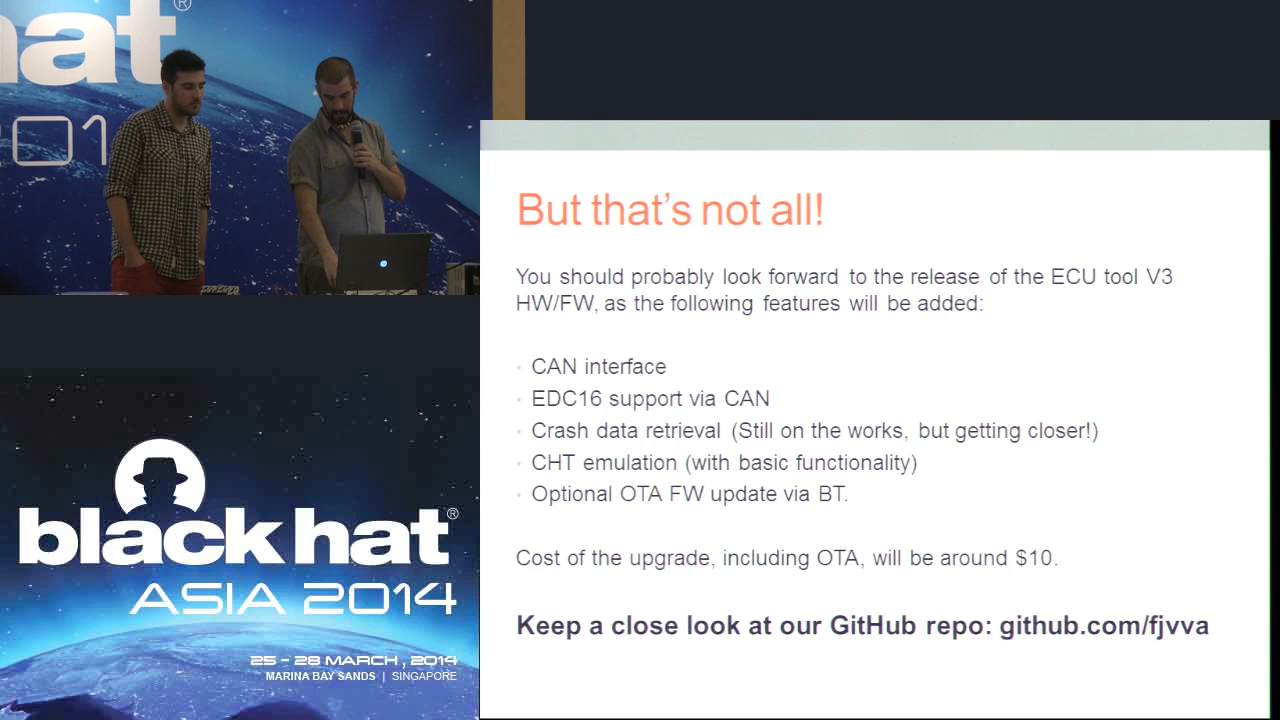 hat®
201
But that's not all!
You should probably look forward to the release of the ECU tool V3
HW/FW, as the following features will be added:
• CAN interface
• EDC16 support via CAN
• Crash data retrieval (Still on the works, but getting closer!)
• CHT emulation (with basic functionality)
• Optional OTA FW update via BT.
Cost of the upgrade, including OTA, will be around $10.
Keep a close look at our GitHub repo: github.com/fjvva
black hat®
ASIA 2014
25 - 28 MARCH, 2014
MARINA BAY SANDS | SINGAPORE